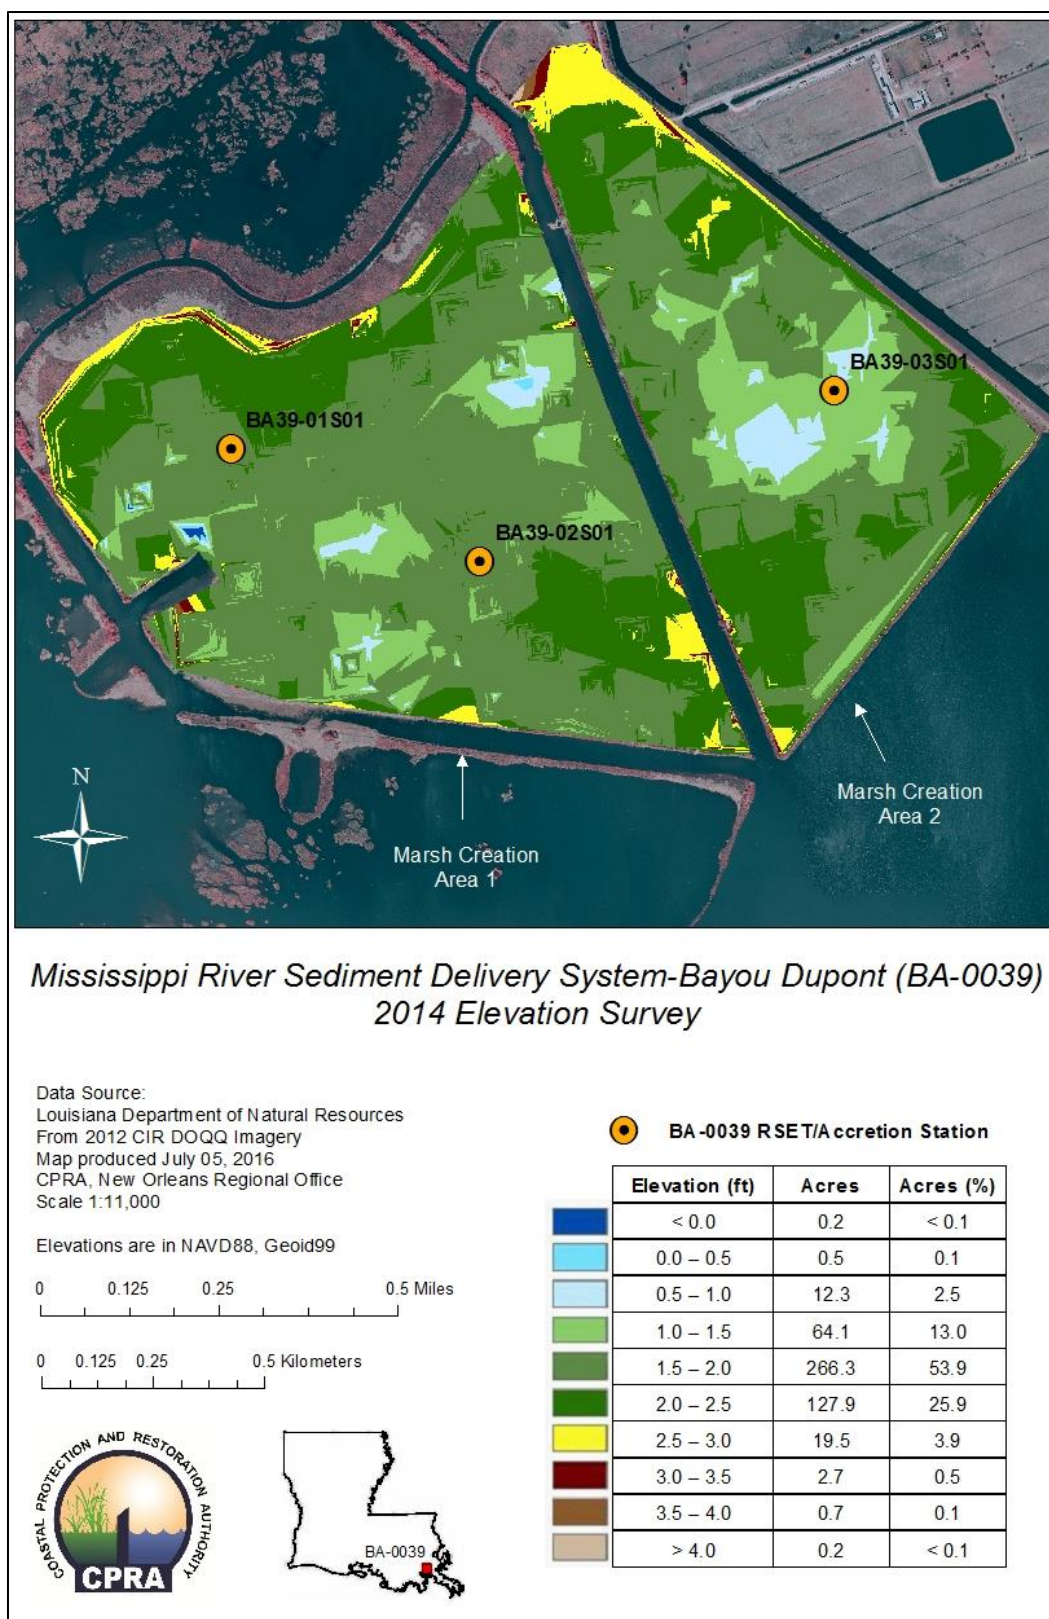 BA39-03S01
BA39-01S01
BA39-02S01
N
Marsh Creation
Area 2
Marsh Creation
Area 1
Mississippi River Sediment Delivery System-Bayou Dupont (BA-0039)
2014 Elevation Survey
Data Source:
Louisiana Department of Natural Resources
From 2012 CIR DOQQ Imagery
Map produced July 05, 2016
CPRA, New Orleans Regional Office
Scale 1:11,000
Elevations are in NAVD88, Geoid99
0 0.125 0.25 0.5 Miles
0 0.125 0.25 0.5 Kilometers
COASTAL PROTECTION AND RESTORATION AUTHORITY
CPRA
BA-0039
BA-0039 RSET/Accretion Station
Elevation (ft) Acres Acres (%)
< 0.0 0.2 < 0.1
0.0 – 0.5 0.5 0.1
0.5 – 1.0 12.3 2.5
1.0 – 1.5 64.1 13.0
1.5 – 2.0 266.3 53.9
2.0 – 2.5 127.9 25.9
2.5 – 3.0 19.5 3.9
3.0 – 3.5 2.7 0.5
3.5 – 4.0 0.7 0.1
> 4.0 0.2 < 0.1